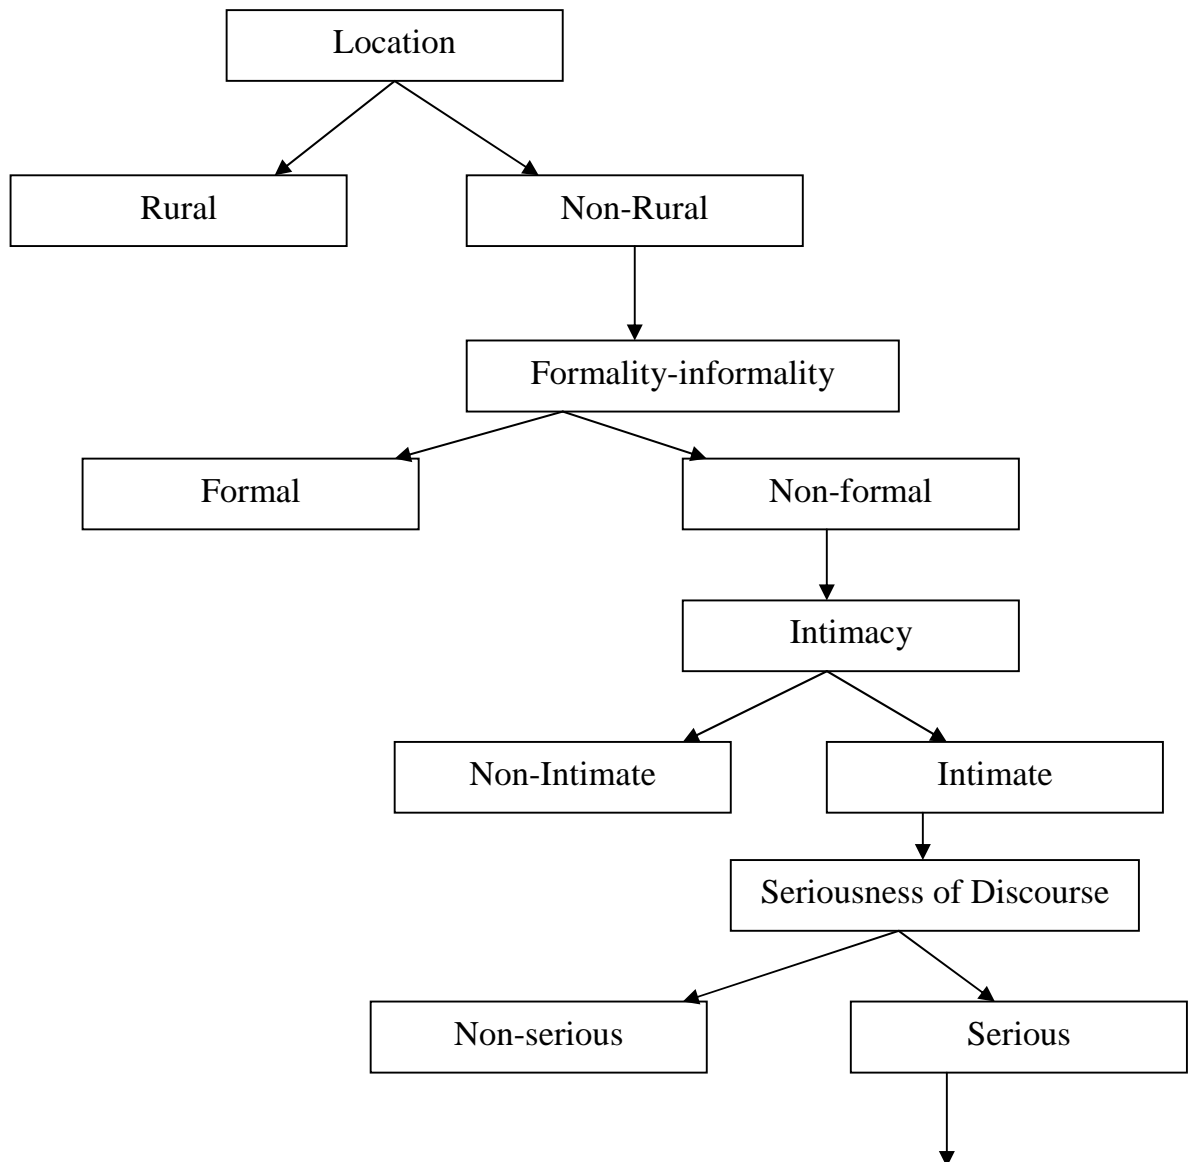 Location
Rural
Non-Rural
Formality-informality
Formal
Non-formal
Intimacy
Non-Intimate
Intimate
Seriousness of Discourse
Non-serious
Serious